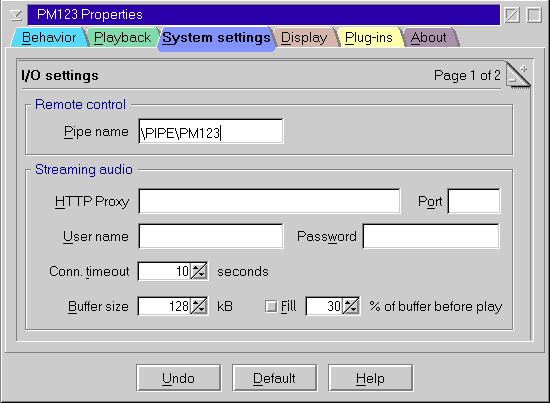 PM123 Properties
Behavior Playback System settings Display Plug-ins About
I/O settings Page 1 of 2
Remote control
Pipe name \PIPE\PM123
Streaming audio
HTTP Proxy Port
User name Password
Conn. timeout 10 seconds
Buffer size 128 kB Fill 30 % of buffer before play
Undo Default Help